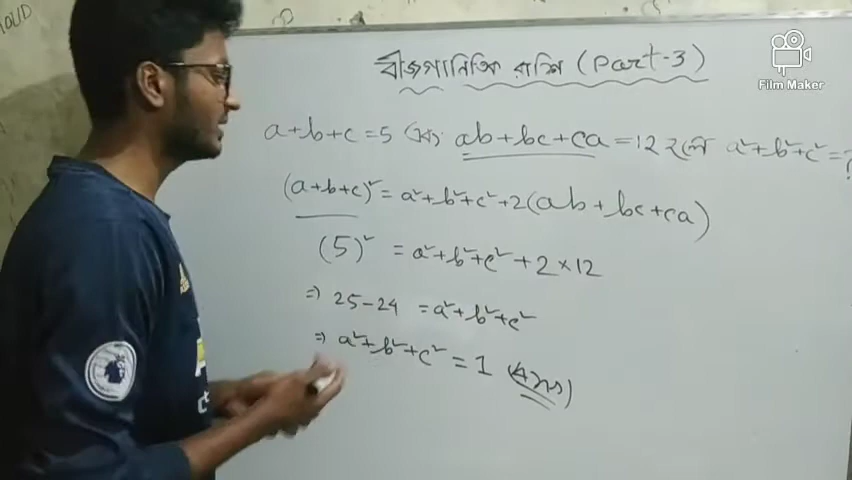 বীজগানিতিক রাশি (Part-3)
Film Maker
a+b+c=5 এবং ab+bc+ca=12 হলে a²+b²+c²=?
(a+b+c)²=a²+b²+c²+2(ab+bc+ca)
(5)² = a²+b²+c²+2×12
⇒ 25-24 = a²+b²+c²
⇒ a²+b²+c² = 1 (Ans)